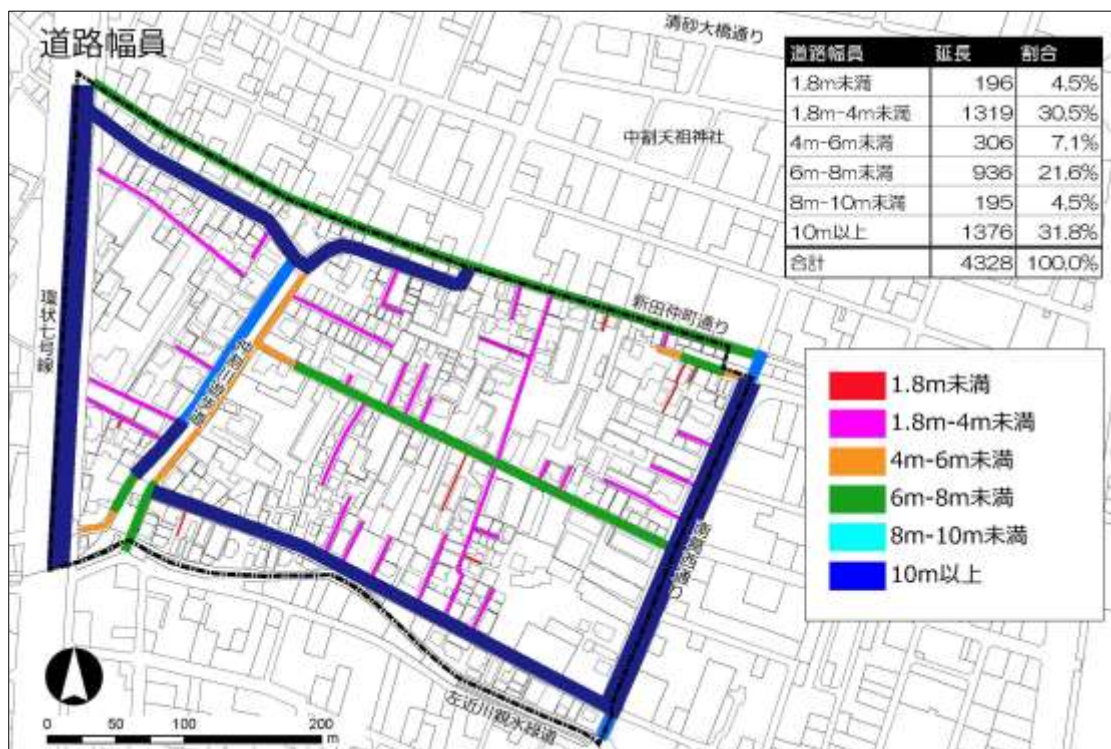 道路幅員
清砂大橋通り
中割天祖神社
道路幅員 延長 割合
1.8m未満 196 4.5%
1.8m-4m未満 1319 30.5%
4m-6m未満 306 7.1%
6m-8m未満 936 21.6%
8m-10m未満 195 4.5%
10m以上 1376 31.8%
合計 4328 100.0%
環状七号線
新田仲町通り
1.8m未満
1.8m-4m未満
4m-6m未満
6m-8m未満
8m-10m未満
10m以上
左近川親水緑道
0 50 100 200
m